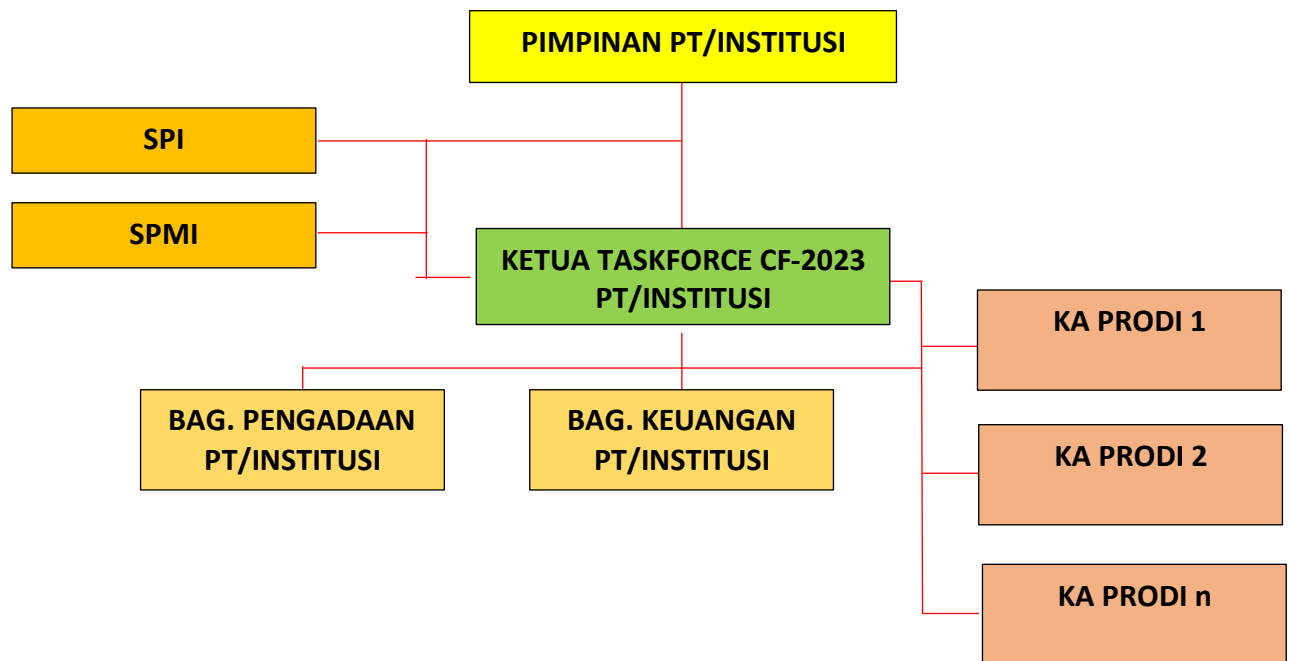 PIMPINAN PT/INSTITUSI
SPI
SPMI
KETUA TASKFORCE CF-2023
PT/INSTITUSI
KA PRODI 1
BAG. PENGADAAN
PT/INSTITUSI
BAG. KEUANGAN
PT/INSTITUSI
KA PRODI 2
KA PRODI n